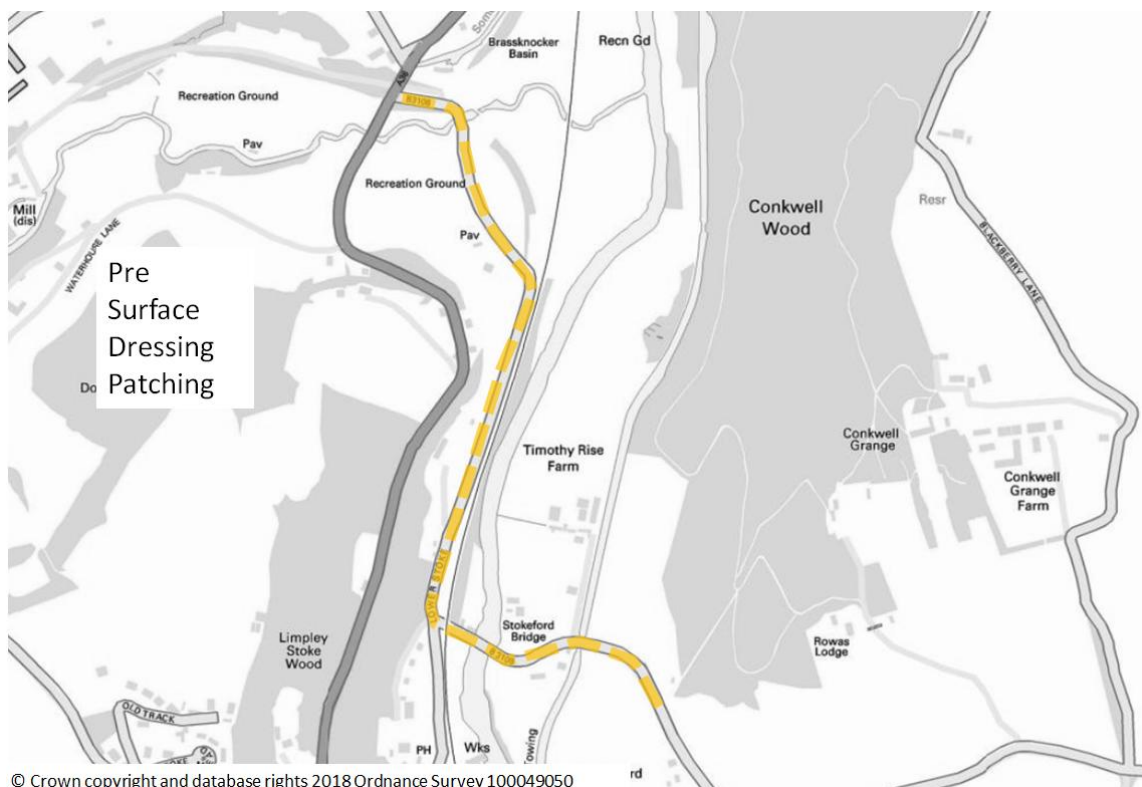 Brassknocker
Basin
Recn Gd
Recreation Ground
B3108
Pav
Recreation Ground
Conkwell
Wood
Resr
Mill
(dis)
WATERHOUSE LANE
Pav
BLACKBERRY LANE
Pre
Surface
Dressing
Patching
Conkwell
Grange
Timothy Rise
Farm
Conkwell
Grange
Farm
LOWER STOKE
Stokeford
Bridge
Limpley
Stoke
Wood
B3108
Rowas
Lodge
OLD TRACK
PH
Wks
© Crown copyright and database rights 2018 Ordnance Survey 100049050